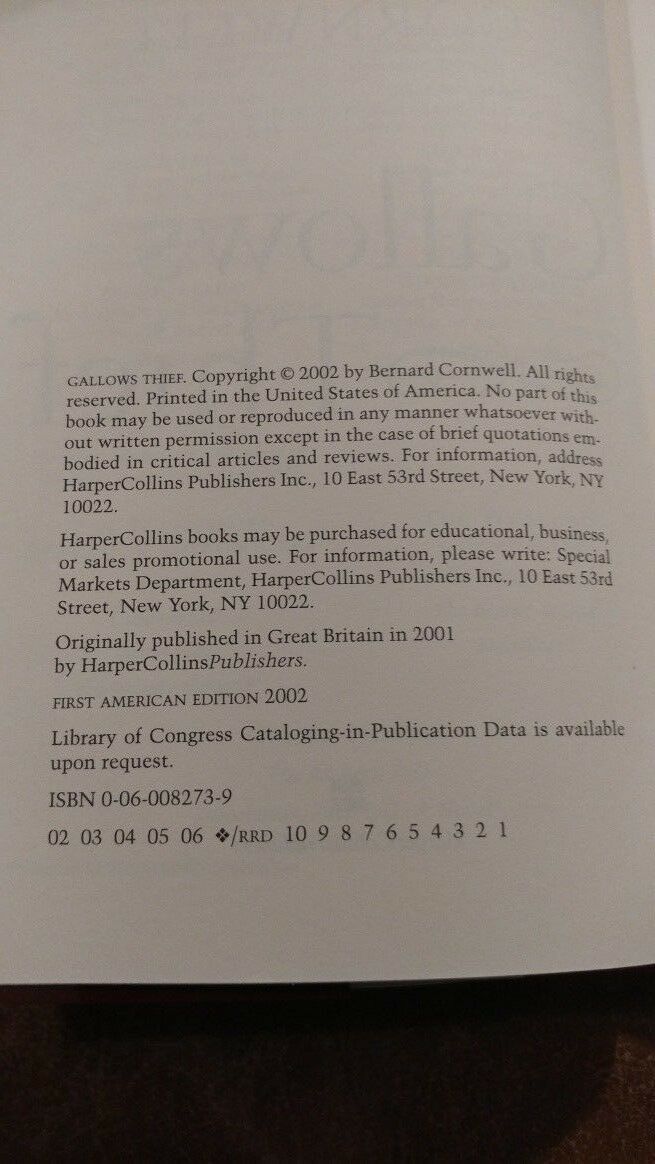 GALLOWS THIEF. Copyright © 2002 by Bernard Cornwell. All rights
reserved. Printed in the United States of America. No part of this
book may be used or reproduced in any manner whatsoever with-
out written permission except in the case of brief quotations em-
bodied in critical articles and reviews. For information, address
HarperCollins Publishers Inc., 10 East 53rd Street, New York, NY
10022.
HarperCollins books may be purchased for educational, business,
or sales promotional use. For information, please write: Special
Markets Department, HarperCollins Publishers Inc., 10 East 53rd
Street, New York, NY 10022.
Originally published in Great Britain in 2001
by HarperCollinsPublishers.
FIRST AMERICAN EDITION 2002
Library of Congress Cataloging-in-Publication Data is available
upon request.
ISBN 0-06-008273-9
02 03 04 05 06 ❖/RRD 10 9 8 7 6 5 4 3 2 1